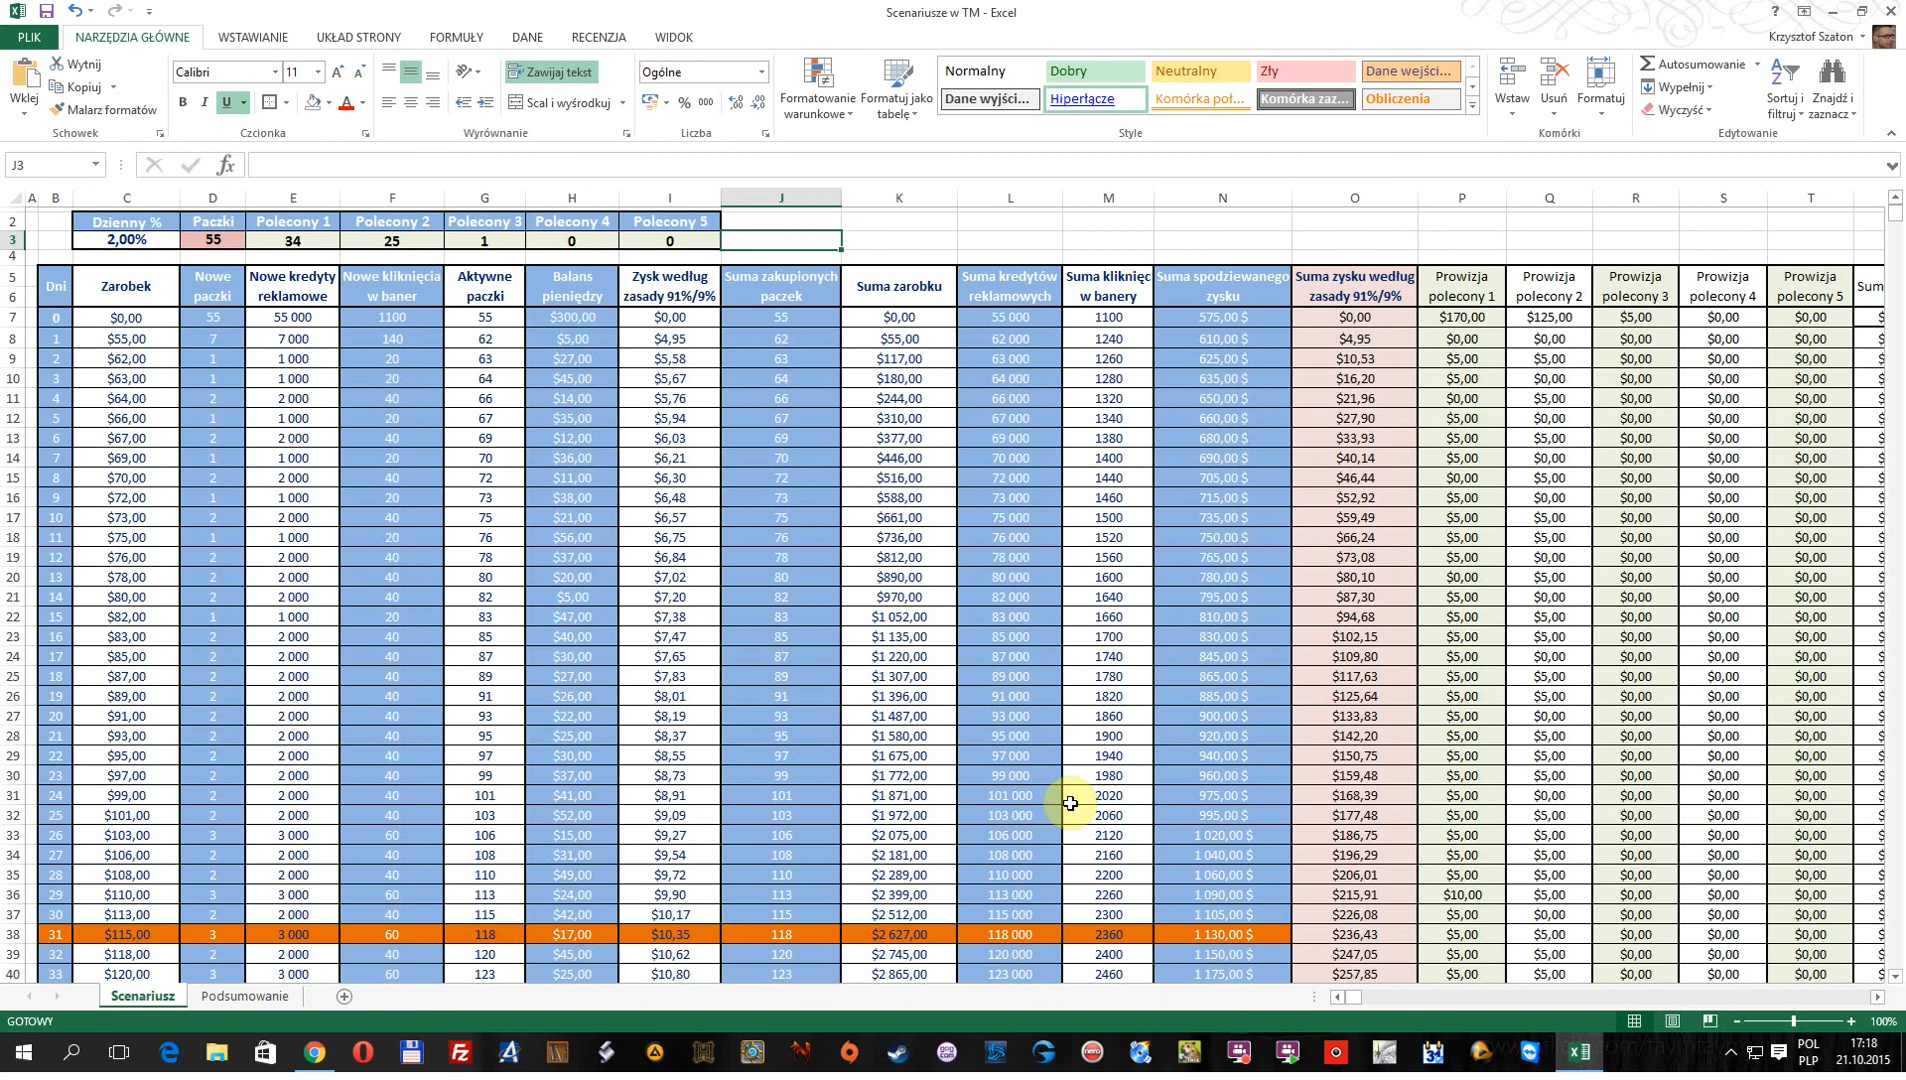 Scenariusze w TM - Excel
PLIK NARZĘDZIA GŁÓWNE WSTAWIANIE UKŁAD STRONY FORMUŁY DANE RECENZJA WIDOK Krzysztof Szaton
Wklej Wytnij Kopiuj Malarz formatów Schowek
Calibri 11 Czcionka
Zawijaj tekst Scal i wyśrodkuj Wyrównanie
Ogólne Liczba
Formatowanie warunkowe Formatuj jako tabelę
Normalny Dobry Neutralny Zły Dane wejści...
Dane wyjści... Hiperłącze Komórka poł... Komórka zaz... Obliczenia
Style
Wstaw Usuń Formatuj Komórki
Autosumowanie Wypełnij Wyczyść Sortuj i filtruj Znajdź i zaznacz Edytowanie
J3 fx
A B C D E F G H I J K L M N O P Q R S T
2 Dzienny % Paczki Polecony 1 Polecony 2 Polecony 3 Polecony 4 Polecony 5
3 2,00% 55 34 25 1 0 0
4
5 6 Dni Zarobek Nowe paczki Nowe kredyty reklamowe Nowe kliknięcia w baner Aktywne paczki Balans pieniędzy Zysk według zasady 91%/9% Suma zakupionych paczek Suma zarobku Suma kredytów reklamowych Suma kliknięc w banery Suma spodziewanego zysku Suma zysku według zasady 91%/9% Prowizja polecony 1 Prowizja polecony 2 Prowizja polecony 3 Prowizja polecony 4 Prowizja polecony 5 Sum
7 0 $0,00 55 55 000 1100 55 $300,00 $0,00 55 $0,00 55 000 1100 575,00 $ $0,00 $170,00 $125,00 $5,00 $0,00 $0,00 $
8 1 $55,00 7 7 000 140 62 $5,00 $4,95 62 $55,00 62 000 1240 610,00 $ $4,95 $0,00 $0,00 $0,00 $0,00 $0,00 $
9 2 $62,00 1 1 000 20 63 $27,00 $5,58 63 $117,00 63 000 1260 625,00 $ $10,53 $5,00 $5,00 $0,00 $0,00 $0,00 $
10 3 $63,00 1 1 000 20 64 $45,00 $5,67 64 $180,00 64 000 1280 635,00 $ $16,20 $5,00 $0,00 $0,00 $0,00 $0,00 $
11 4 $64,00 2 2 000 40 66 $14,00 $5,76 66 $244,00 66 000 1320 650,00 $ $21,96 $0,00 $5,00 $0,00 $0,00 $0,00 $
12 5 $66,00 1 1 000 20 67 $35,00 $5,94 67 $310,00 67 000 1340 660,00 $ $27,90 $5,00 $0,00 $0,00 $0,00 $0,00 $
13 6 $67,00 2 2 000 40 69 $12,00 $6,03 69 $377,00 69 000 1380 680,00 $ $33,93 $5,00 $5,00 $0,00 $0,00 $0,00 $
14 7 $69,00 1 1 000 20 70 $36,00 $6,21 70 $446,00 70 000 1400 690,00 $ $40,14 $5,00 $0,00 $0,00 $0,00 $0,00 $
15 8 $70,00 2 2 000 40 72 $11,00 $6,30 72 $516,00 72 000 1440 705,00 $ $46,44 $0,00 $5,00 $0,00 $0,00 $0,00 $
16 9 $72,00 1 1 000 20 73 $38,00 $6,48 73 $588,00 73 000 1460 715,00 $ $52,92 $5,00 $0,00 $0,00 $0,00 $0,00 $
17 10 $73,00 2 2 000 40 75 $21,00 $6,57 75 $661,00 75 000 1500 735,00 $ $59,49 $5,00 $5,00 $0,00 $0,00 $0,00 $
18 11 $75,00 1 1 000 20 76 $56,00 $6,75 76 $736,00 76 000 1520 750,00 $ $66,24 $5,00 $5,00 $0,00 $0,00 $0,00 $
19 12 $76,00 2 2 000 40 78 $37,00 $6,84 78 $812,00 78 000 1560 765,00 $ $73,08 $5,00 $0,00 $0,00 $0,00 $0,00 $
20 13 $78,00 2 2 000 40 80 $20,00 $7,02 80 $890,00 80 000 1600 780,00 $ $80,10 $0,00 $5,00 $0,00 $0,00 $0,00 $
21 14 $80,00 2 2 000 40 82 $5,00 $7,20 82 $970,00 82 000 1640 795,00 $ $87,30 $5,00 $0,00 $0,00 $0,00 $0,00 $
22 15 $82,00 1 1 000 20 83 $47,00 $7,38 83 $1 052,00 83 000 1660 810,00 $ $94,68 $5,00 $5,00 $0,00 $0,00 $0,00 $
23 16 $83,00 2 2 000 40 85 $40,00 $7,47 85 $1 135,00 85 000 1700 830,00 $ $102,15 $5,00 $5,00 $0,00 $0,00 $0,00 $
24 17 $85,00 2 2 000 40 87 $30,00 $7,65 87 $1 220,00 87 000 1740 845,00 $ $109,80 $5,00 $0,00 $0,00 $0,00 $0,00 $
25 18 $87,00 2 2 000 40 89 $27,00 $7,83 89 $1 307,00 89 000 1780 865,00 $ $117,63 $5,00 $5,00 $0,00 $0,00 $0,00 $
26 19 $89,00 2 2 000 40 91 $26,00 $8,01 91 $1 396,00 91 000 1820 885,00 $ $125,64 $5,00 $5,00 $0,00 $0,00 $0,00 $
27 20 $91,00 2 2 000 40 93 $22,00 $8,19 93 $1 487,00 93 000 1860 900,00 $ $133,83 $5,00 $0,00 $0,00 $0,00 $0,00 $
28 21 $93,00 2 2 000 40 95 $25,00 $8,37 95 $1 580,00 95 000 1900 920,00 $ $142,20 $5,00 $5,00 $0,00 $0,00 $0,00 $
29 22 $95,00 2 2 000 40 97 $30,00 $8,55 97 $1 675,00 97 000 1940 940,00 $ $150,75 $5,00 $5,00 $0,00 $0,00 $0,00 $
30 23 $97,00 2 2 000 40 99 $37,00 $8,73 99 $1 772,00 99 000 1980 960,00 $ $159,48 $5,00 $5,00 $0,00 $0,00 $0,00 $
31 24 $99,00 2 2 000 40 101 $41,00 $8,91 101 $1 871,00 101 000 2020 975,00 $ $168,39 $5,00 $0,00 $0,00 $0,00 $0,00 $
32 25 $101,00 2 2 000 40 103 $52,00 $9,09 103 $1 972,00 103 000 2060 995,00 $ $177,48 $5,00 $5,00 $0,00 $0,00 $0,00 $
33 26 $103,00 3 3 000 60 106 $15,00 $9,27 106 $2 075,00 106 000 2120 1 020,00 $ $186,75 $5,00 $5,00 $0,00 $0,00 $0,00 $
34 27 $106,00 2 2 000 40 108 $31,00 $9,54 108 $2 181,00 108 000 2160 1 040,00 $ $196,29 $5,00 $5,00 $0,00 $0,00 $0,00 $
35 28 $108,00 2 2 000 40 110 $49,00 $9,72 110 $2 289,00 110 000 2200 1 060,00 $ $206,01 $5,00 $5,00 $0,00 $0,00 $0,00 $
36 29 $110,00 3 3 000 60 113 $24,00 $9,90 113 $2 399,00 113 000 2260 1 090,00 $ $215,91 $10,00 $5,00 $0,00 $0,00 $0,00 $
37 30 $113,00 2 2 000 40 115 $42,00 $10,17 115 $2 512,00 115 000 2300 1 105,00 $ $226,08 $5,00 $5,00 $0,00 $0,00 $0,00 $
38 31 $115,00 3 3 000 60 118 $17,00 $10,35 118 $2 627,00 118 000 2360 1 130,00 $ $236,43 $5,00 $5,00 $0,00 $0,00 $0,00 $
39 32 $118,00 2 2 000 40 120 $45,00 $10,62 120 $2 745,00 120 000 2400 1 150,00 $ $247,05 $5,00 $5,00 $0,00 $0,00 $0,00 $
40 33 $120,00 3 3 000 60 123 $25,00 $10,80 123 $2 865,00 123 000 2460 1 175,00 $ $257,85 $5,00 $5,00 $0,00 $0,00 $0,00 $
Scenariusz Podsumowanie
GOTOWY 100%
POL 17:18
PLP 21.10.2015